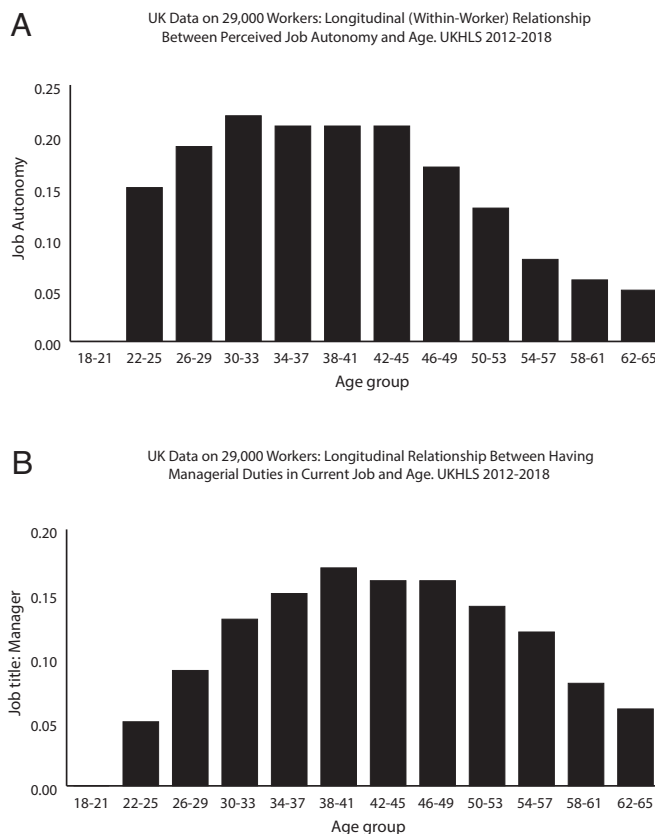 A
UK Data on 29,000 Workers: Longitudinal (Within-Worker) Relationship
Between Perceived Job Autonomy and Age. UKHLS 2012-2018
0.25
0.20
0.15
0.10
0.05
0.00
Job Autonomy
18-21 22-25 26-29 30-33 34-37 38-41 42-45 46-49 50-53 54-57 58-61 62-65
Age group
B
UK Data on 29,000 Workers: Longitudinal Relationship Between Having
Managerial Duties in Current Job and Age. UKHLS 2012-2018
0.20
0.15
0.10
0.05
0.00
Job title: Manager
18-21 22-25 26-29 30-33 34-37 38-41 42-45 46-49 50-53 54-57 58-61 62-65
Age group